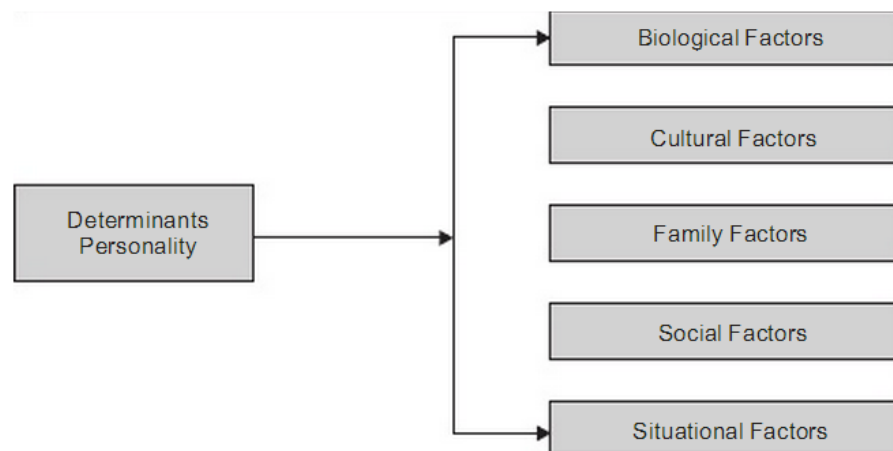 Biological Factors
Cultural Factors
Determinants
Personality
Family Factors
Social Factors
Situational Factors